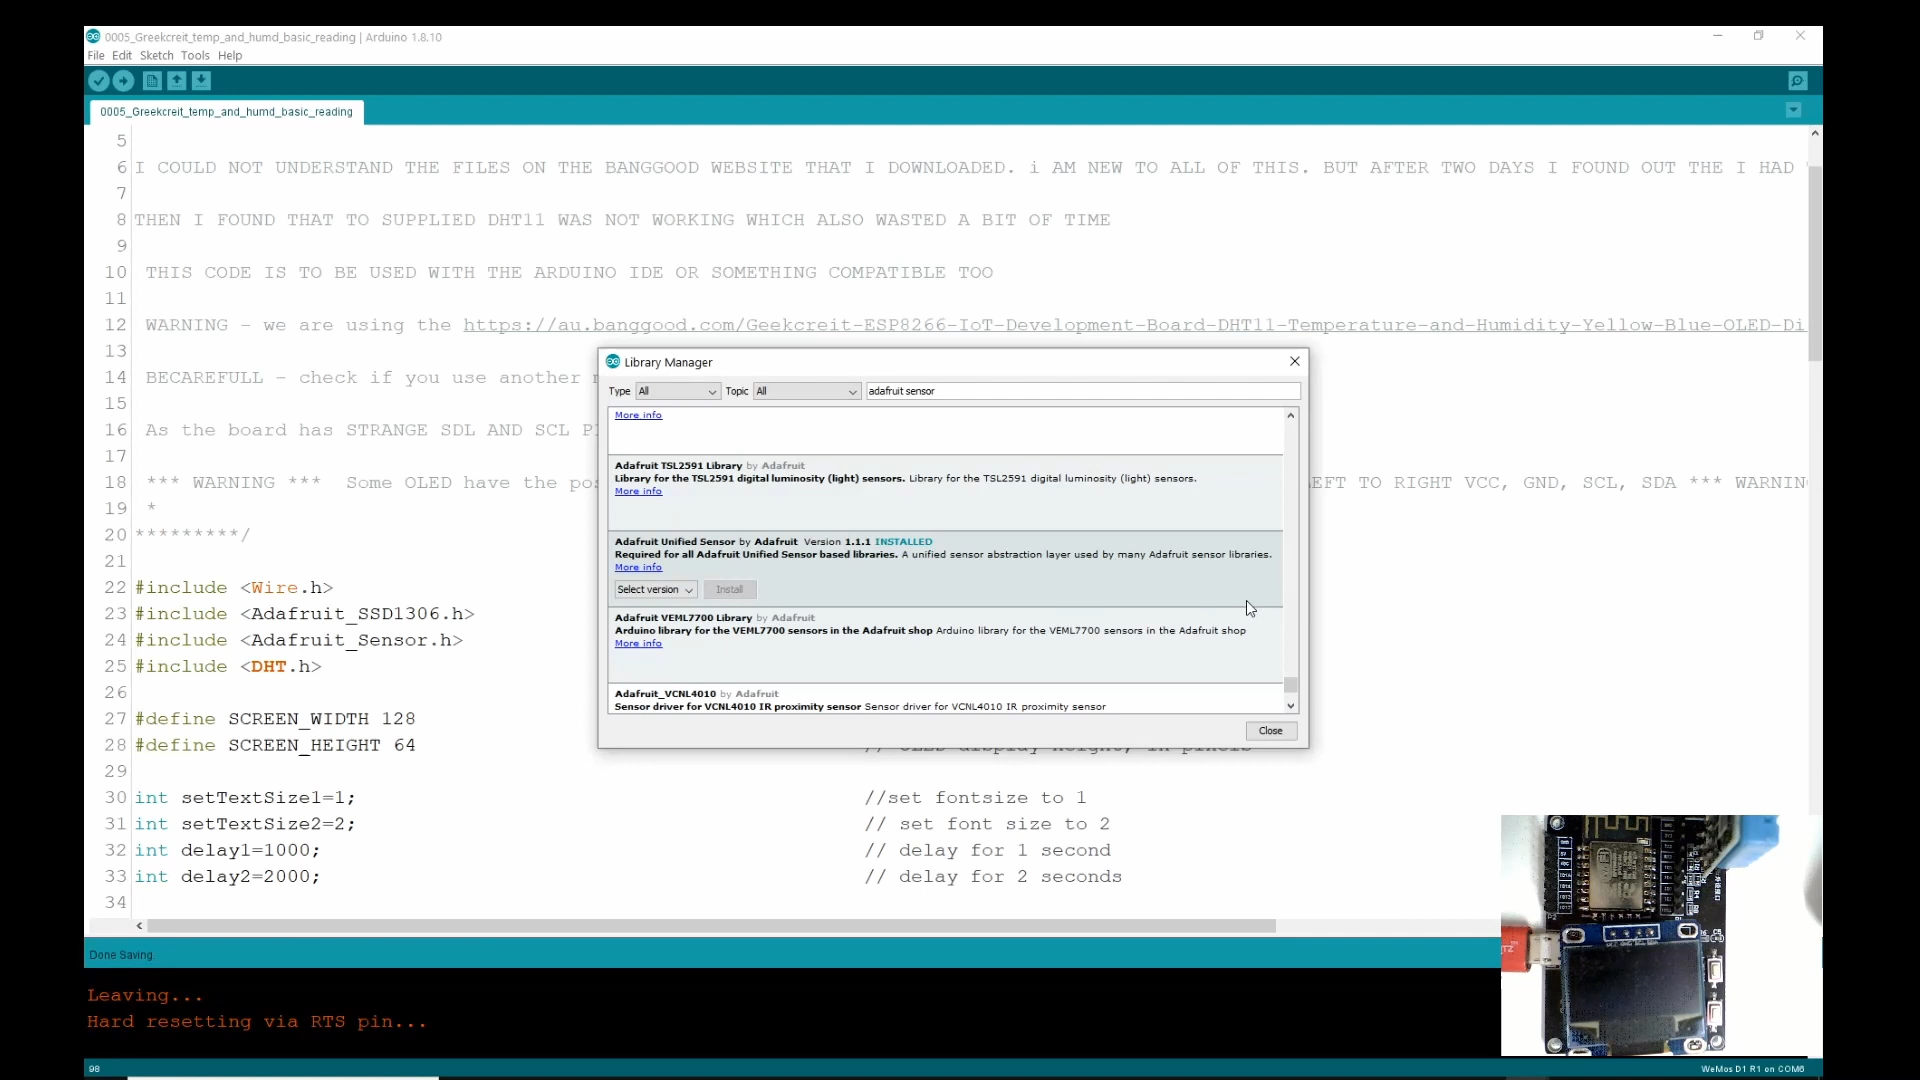 0005_Greekcreit_temp_and_humd_basic_reading | Arduino 1.8.10
File Edit Sketch Tools Help
0005_Greekcreit_temp_and_humd_basic_reading
5
6 I COULD NOT UNDERSTAND THE FILES ON THE BANGGOOD WEBSITE THAT I DOWNLOADED. i AM NEW TO ALL OF THIS. BUT AFTER TWO DAYS I FOUND OUT THE I HAD
7
8 THEN I FOUND THAT TO SUPPLIED DHT11 WAS NOT WORKING WHICH ALSO WASTED A BIT OF TIME
9
10 THIS CODE IS TO BE USED WITH THE ARDUINO IDE OR SOMETHING COMPATIBLE TOO
11
12 WARNING - we are using the https://au.banggood.com/Geekcreit-ESP8266-IoT-Development-Board-DHT11-Temperature-and-Humidity-Yellow-Blue-OLED-Di
13
14 BECAREFULL - check if you use another
15
16 As the board has STRANGE SDL AND SCL
17
18 *** WARNING *** Some OLED have the LEFT TO RIGHT VCC, GND, SCL, SDA *** WARNIN
19 *
20 *********/
21
22 #include <Wire.h>
23 #include <Adafruit_SSD1306.h>
24 #include <Adafruit_Sensor.h>
25 #include <DHT.h>
26
27 #define SCREEN_WIDTH 128
28 #define SCREEN_HEIGHT 64 // OLED display height, in pixels
29
30 int setTextSize1=1; //set fontsize to 1
31 int setTextSize2=2; // set font size to 2
32 int delay1=1000; // delay for 1 second
33 int delay2=2000; // delay for 2 seconds
34
Library Manager
Type All Topic All adafruit sensor
More info
Adafruit TSL2591 Library by Adafruit
Library for the TSL2591 digital luminosity (light) sensors. Library for the TSL2591 digital luminosity (light) sensors.
More info
Adafruit Unified Sensor by Adafruit Version 1.1.1 INSTALLED
Required for all Adafruit Unified Sensor based libraries. A unified sensor abstraction layer used by many Adafruit sensor libraries.
More info
Select version Install
Adafruit VEML7700 Library by Adafruit
Arduino library for the VEML7700 sensors in the Adafruit shop Arduino library for the VEML7700 sensors in the Adafruit shop
More info
Adafruit_VCNL4010 by Adafruit
Sensor driver for VCNL4010 IR proximity sensor Sensor driver for VCNL4010 IR proximity sensor
Close
Done Saving.
Leaving...
Hard resetting via RTS pin...
98
WeMos D1 R1 on COM6